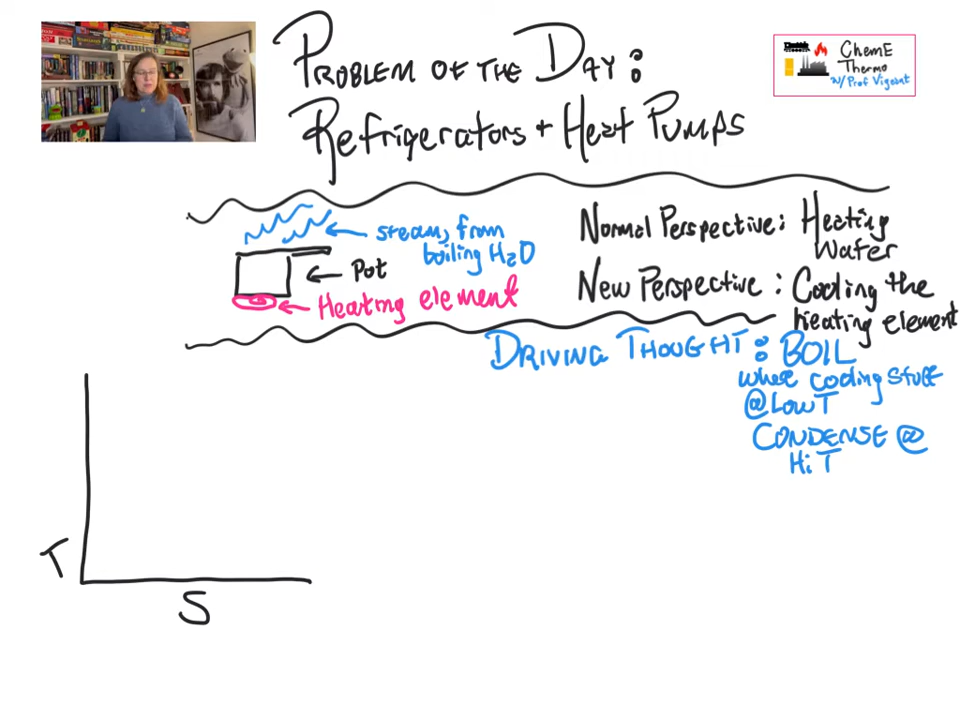 PROBLEM OF THE DAY:
Refrigerators + Heat Pumps
ChemE
Thermo
w/Prof Vigeant
steam, from
boiling H2O
Pot
Heating element
Normal Perspective: Heating
Water
New Perspective: Cooling the
heating element
DRIVING THOUGHT: BOIL
where cooling stuff
@ Low T
CONDENSE @
Hi T
T
S